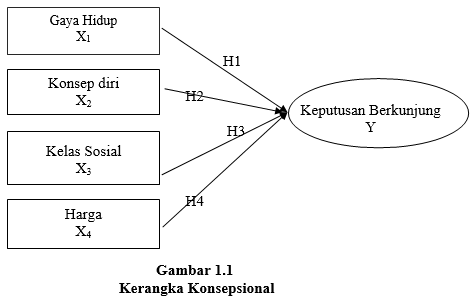 Gaya Hidup
X1
H1
Konsep diri
X2
H2
Keputusan Berkunjung
Y
H3
Kelas Sosial
X3
H4
Harga
X4
Gambar 1.1
Kerangka Konsepsional